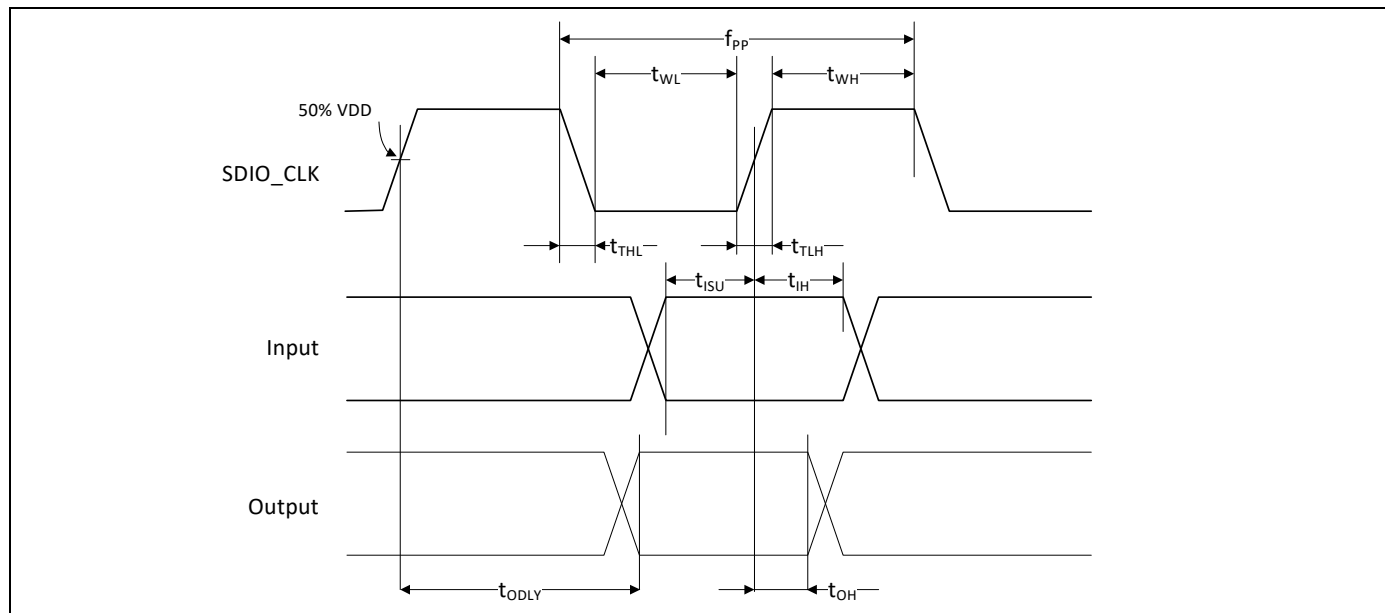 fPP
tWL
tWH
50% VDD
SDIO_CLK
tTHL
tTLH
tISU
tIH
Input
Output
tODLY
tOH